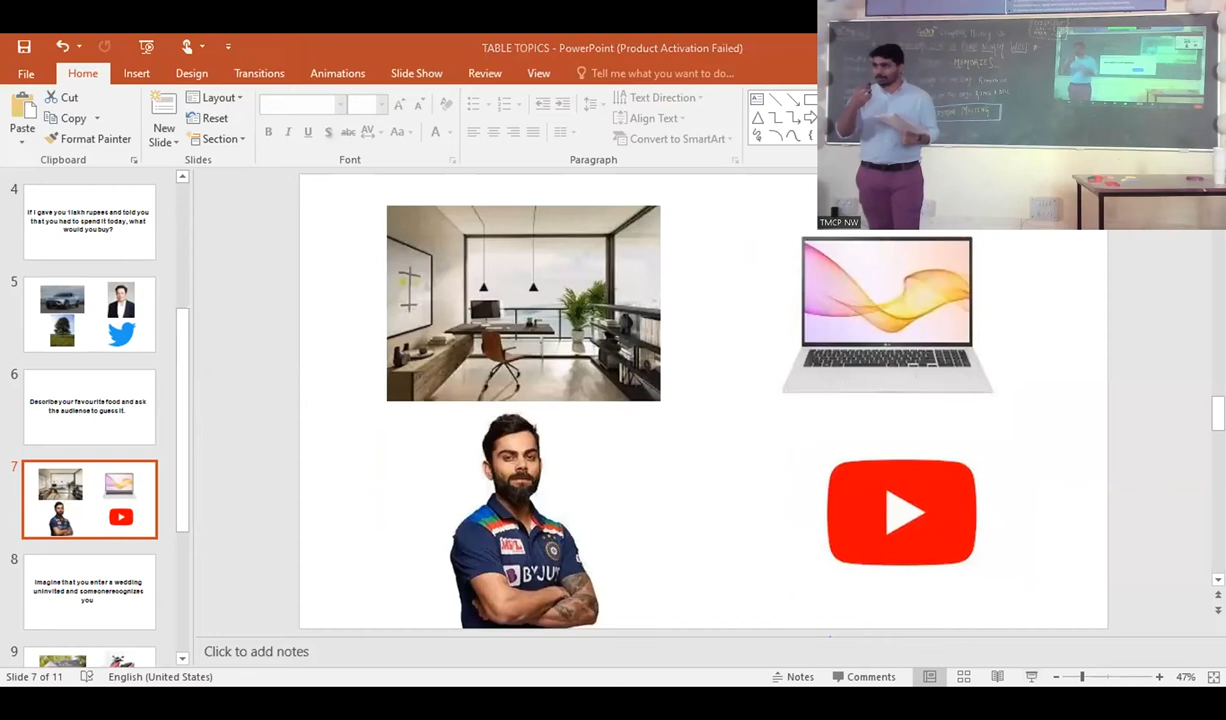 TABLE TOPICS - PowerPoint (Product Activation Failed)
File Home Insert Design Transitions Animations Slide Show Review View Tell me what you want to do...
Paste
Cut
Copy
Format Painter
Clipboard
New
Slide
Layout
Reset
Section
Slides
Font
Text Direction
Align Text
Convert to SmartArt
Paragraph
4
If I gave you 1lakh rupees and told you
that you had to spend it today, what
would you buy?
5
6
Describe your favourite food and ask
the audience to guess it.
7
8
Imagine that you enter a wedding
uninvited and someone recognizes
you
9
MEMORIES
TMCP NW
MPL
BYJU
Click to add notes
Slide 7 of 11 English (United States) Notes Comments 47%